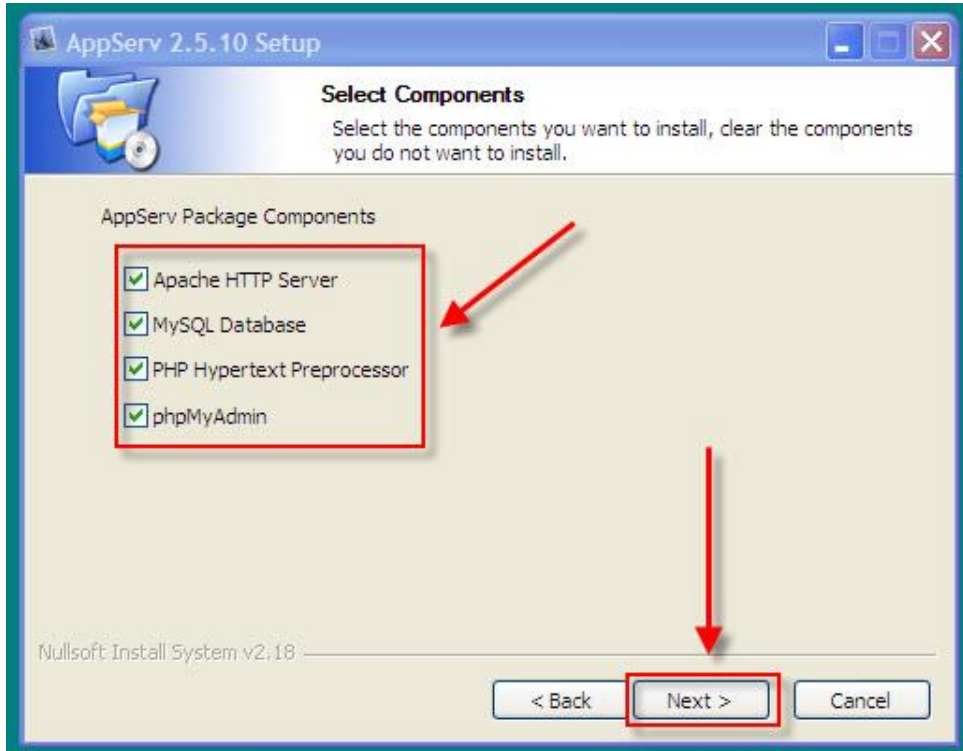 AppServ 2.5.10 Setup
Select Components
Select the components you want to install, clear the components
you do not want to install.
AppServ Package Components
Apache HTTP Server
MySQL Database
PHP Hypertext Preprocessor
phpMyAdmin
Nullsoft Install System v2.18
< Back Next > Cancel